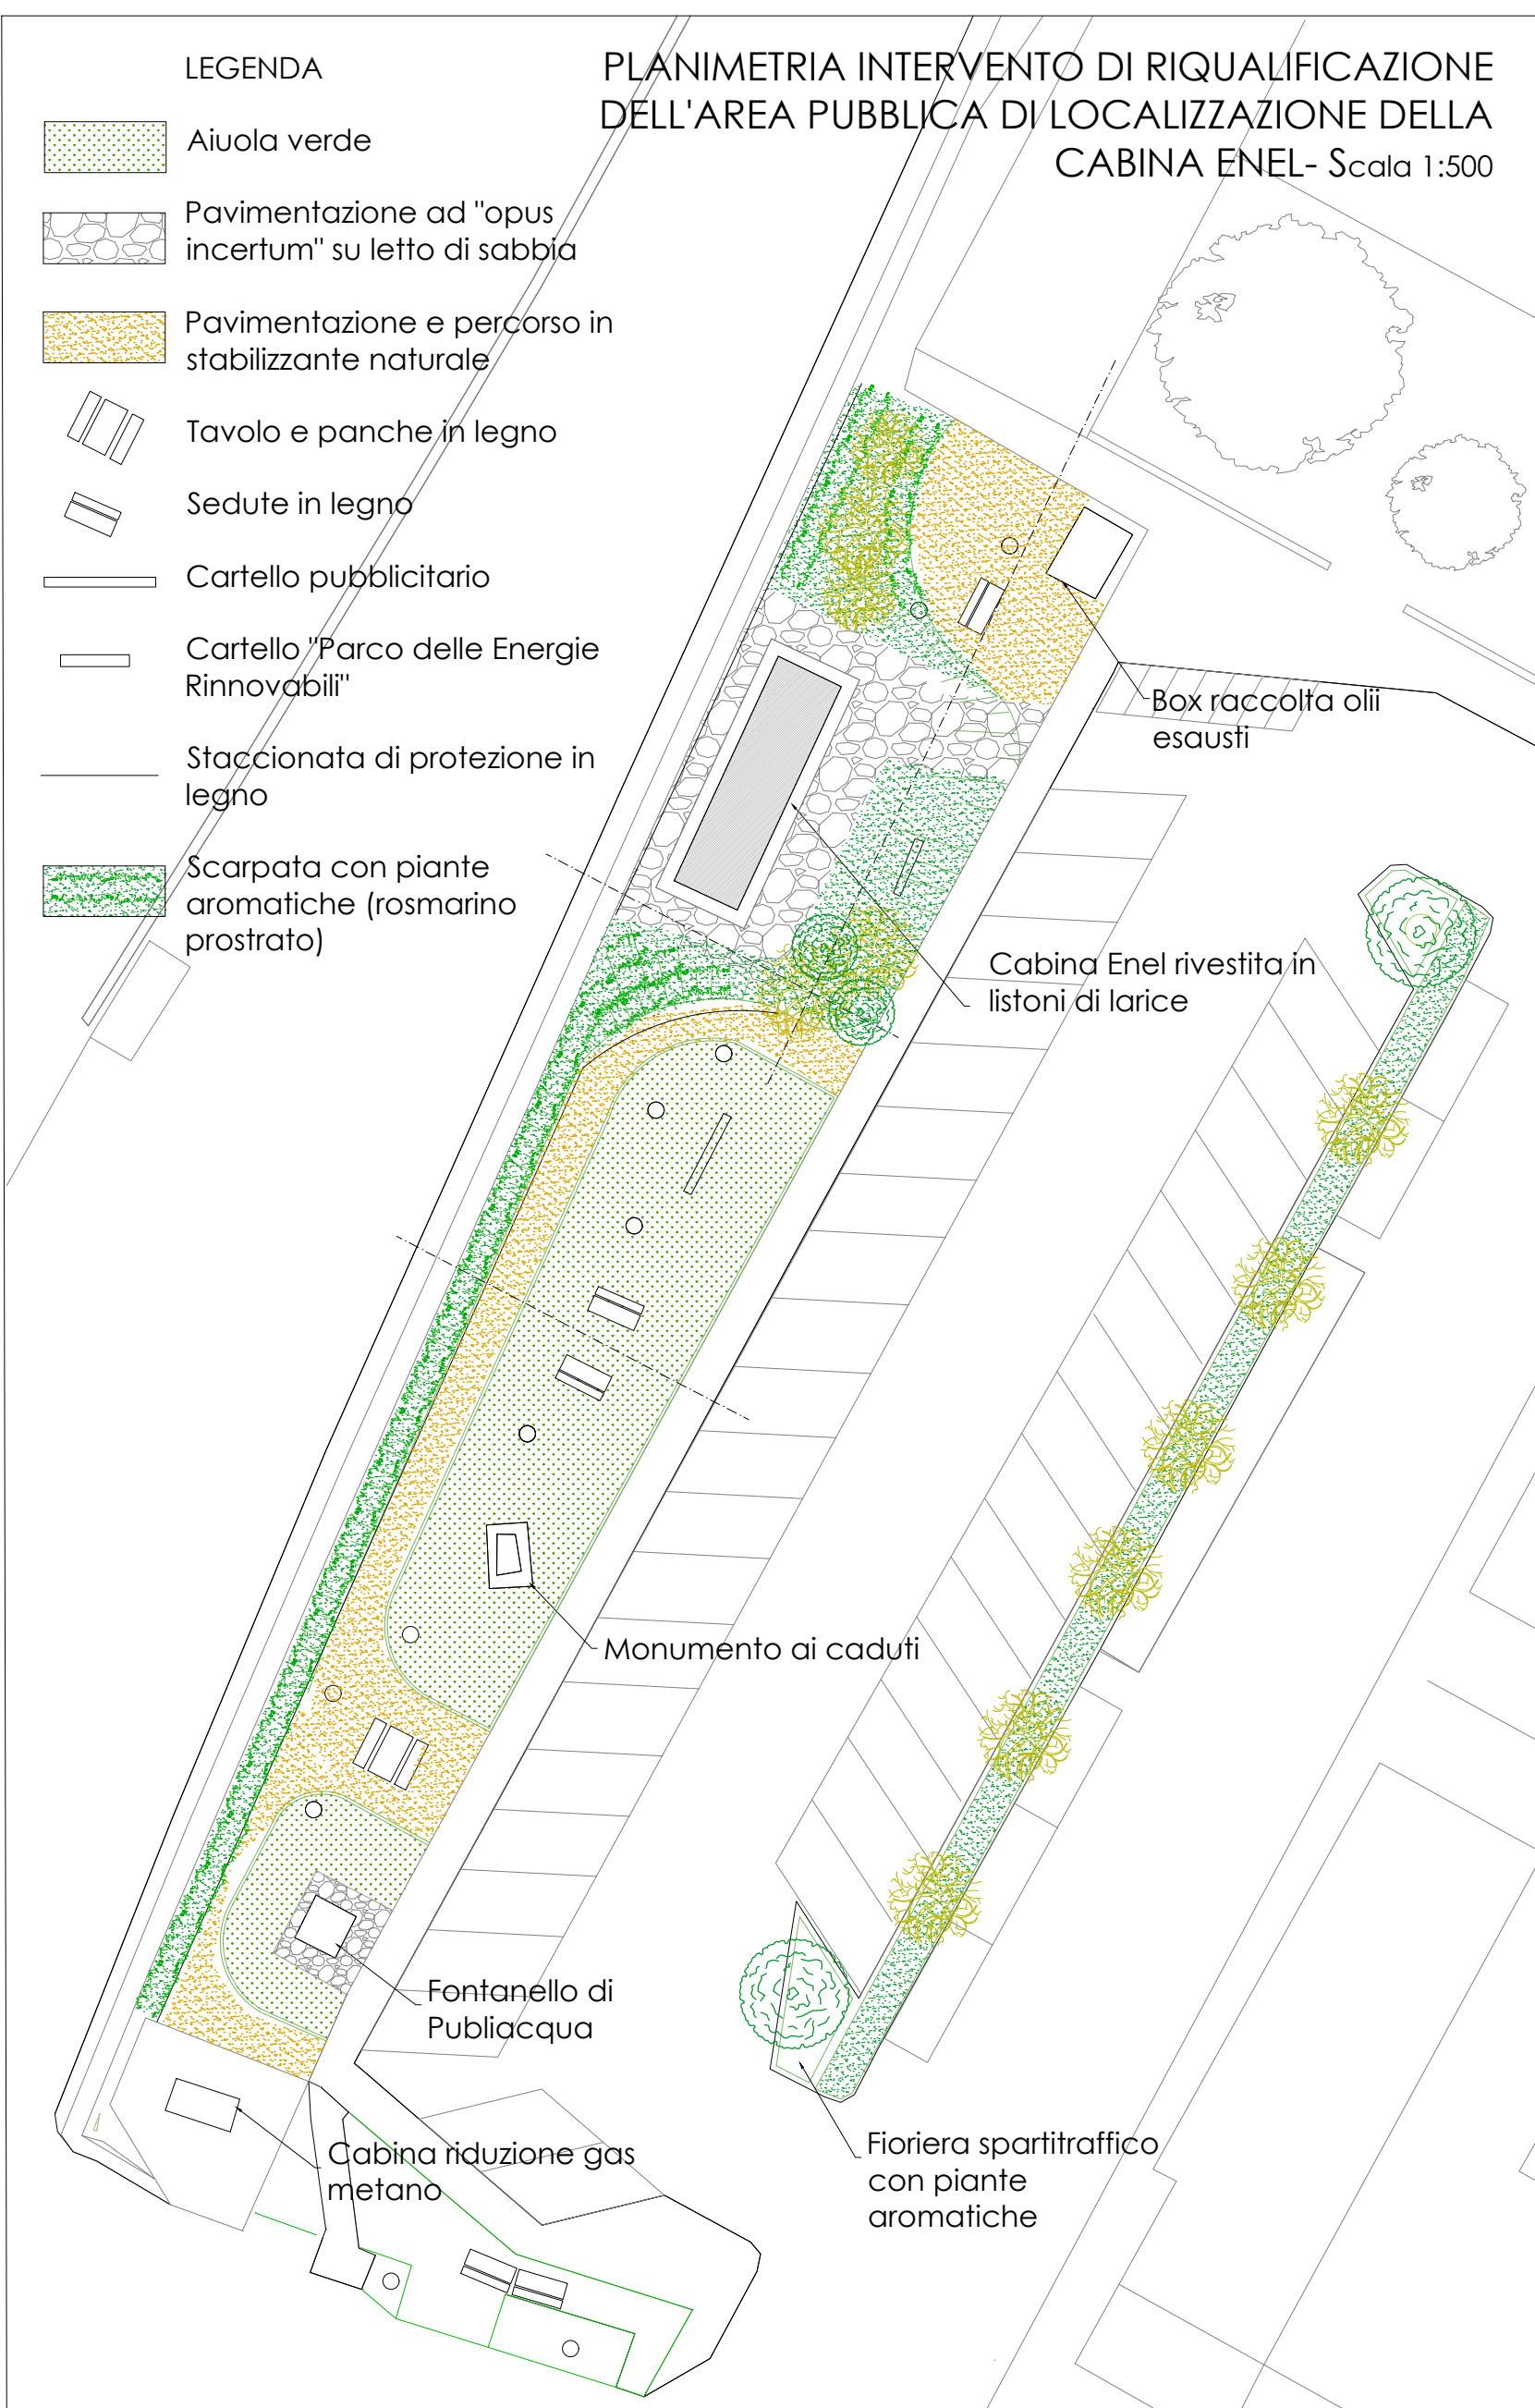 PLANIMETRIA INTERVENTO DI RIQUALIFICAZIONE
DELL'AREA PUBBLICA DI LOCALIZZAZIONE DELLA
CABINA ENEL- Scala 1:500
LEGENDA
Aiuola verde
Pavimentazione ad "opus
incertum" su letto di sabbia
Pavimentazione e percorso in
stabilizzante naturale
Tavolo e panche in legno
Sedute in legno
Cartello pubblicitario
Cartello "Parco delle Energie
Rinnovabili"
Staccionata di protezione in
legno
Scarpata con piante
aromatiche (rosmarino
prostrato)
Box raccolta olii
esausti
Cabina Enel rivestita in
listoni di larice
Monumento ai caduti
Fontanello di
Publiacqua
Cabina riduzione gas
metano
Fioriera spartitraffico
con piante
aromatiche